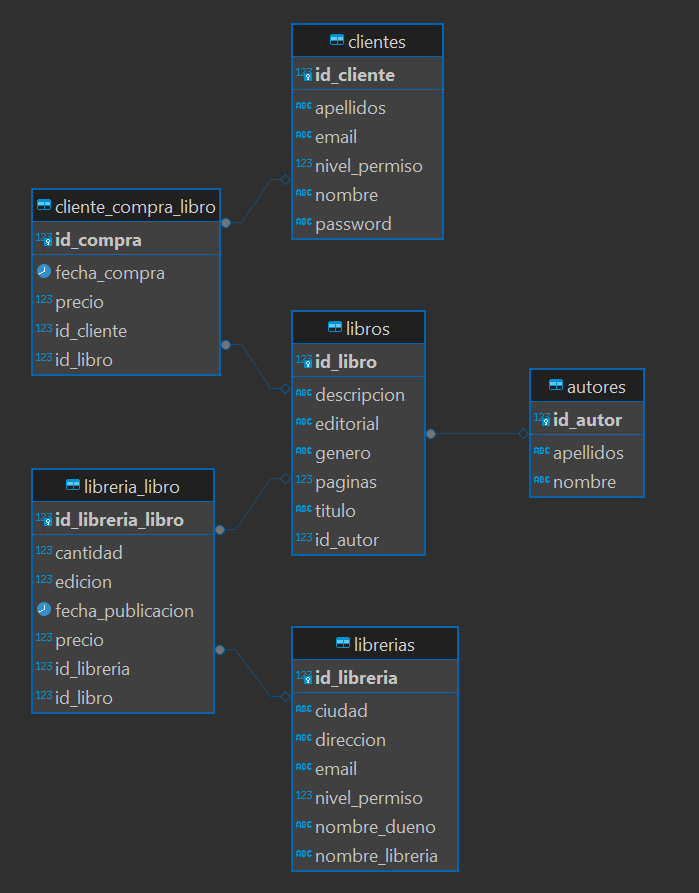 clientes
123 id_cliente
ABC apellidos
ABC email
123 nivel_permiso
ABC nombre
ABC password
cliente_compra_libro
123 id_compra
fecha_compra
123 precio
123 id_cliente
123 id_libro
libros
123 id_libro
ABC descripcion
ABC editorial
ABC genero
123 paginas
ABC titulo
123 id_autor
autores
123 id_autor
ABC apellidos
ABC nombre
libreria_libro
123 id_libreria_libro
123 cantidad
123 edicion
fecha_publicacion
123 precio
123 id_libreria
123 id_libro
librerias
123 id_libreria
ABC ciudad
ABC direccion
ABC email
123 nivel_permiso
ABC nombre_dueno
ABC nombre_libreria